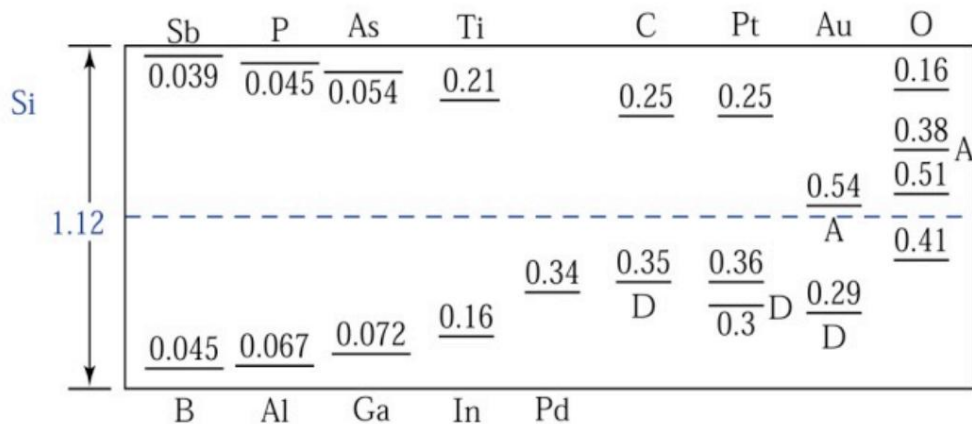 Sb P As Ti C Pt Au O
0.039 0.045 0.054 0.21 0.25 0.25 0.16
Si
0.38 A
0.54 0.51
1.12
A 0.41
0.34 0.35 0.36 0.29
D 0.3 D D
0.045 0.067 0.072 0.16
B Al Ga In Pd